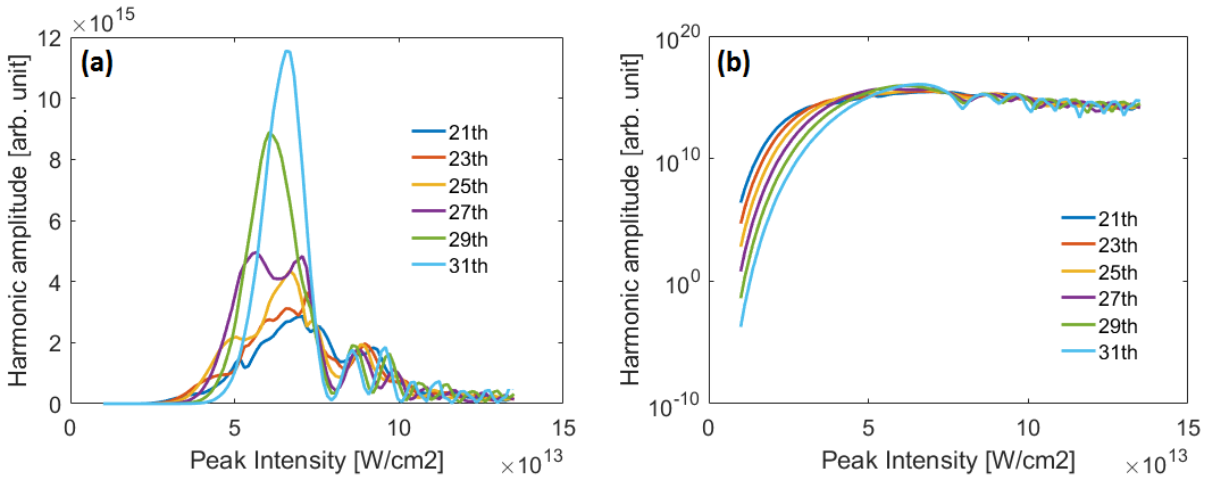 × 10^15
12
(a)
10
8
6
4
2
0
Harmonic amplitude [arb. unit]
21th
23th
25th
27th
29th
31th
0
5
10
15
Peak Intensity [W/cm2]
× 10^13
10^20
(b)
10^10
10^0
10^-10
Harmonic amplitude [arb. unit]
21th
23th
25th
27th
29th
31th
0
5
10
15
Peak Intensity [W/cm2]
× 10^13